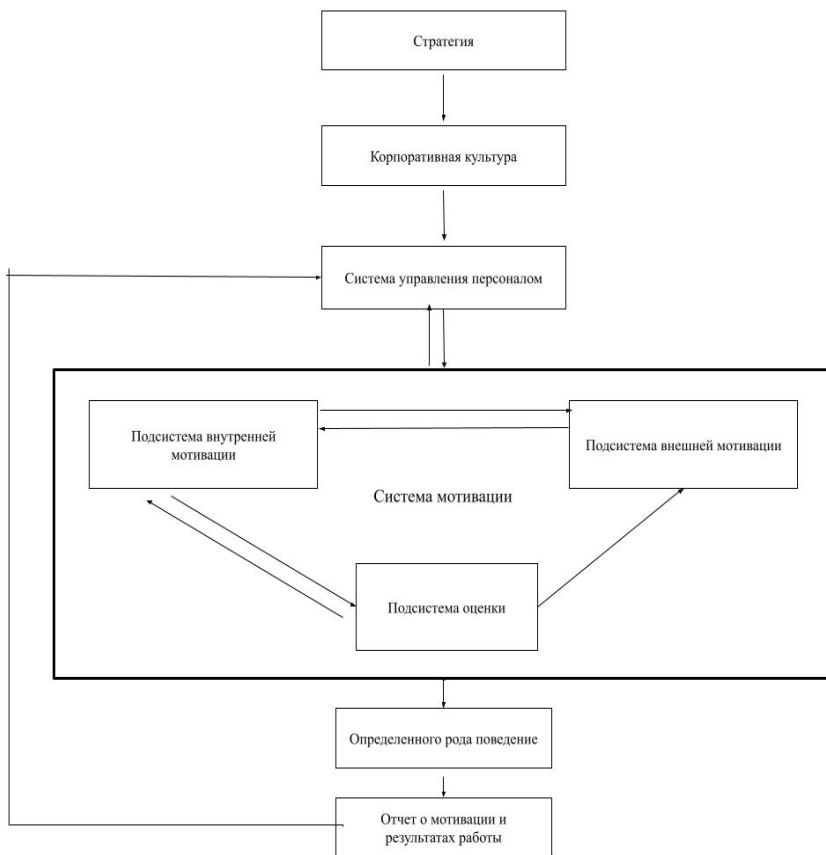 Стратегия
Корпоративная культура
Система управления персоналом
Подсистема внутренней
мотивации
Подсистема внешней мотивации
Система мотивации
Подсистема оценки
Определенного рода поведение
Отчет о мотивации и
результатах работы